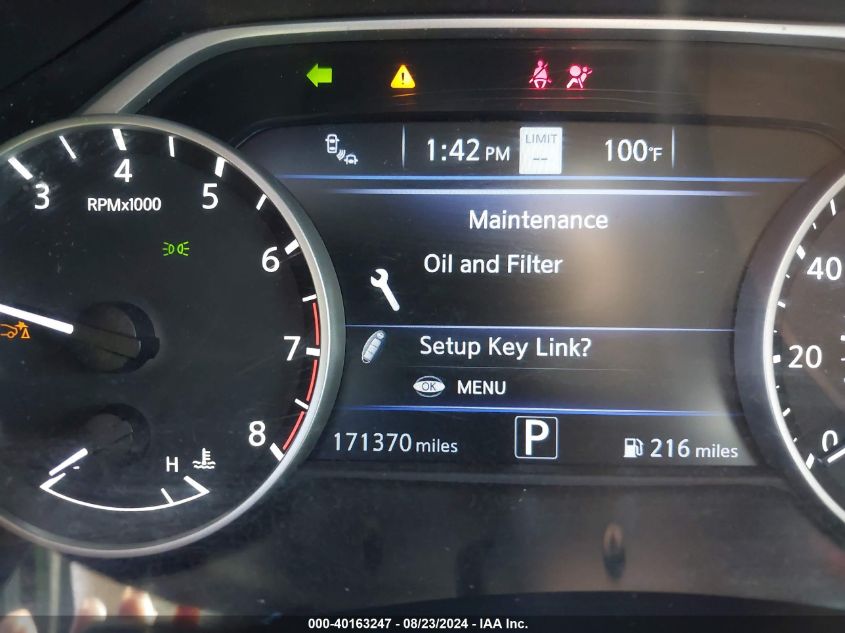 3
4
5
6
7
8
RPMx1000
H
1:42 PM
LIMIT
--
100°F
Maintenance
Oil and Filter
Setup Key Link?
OK MENU
171370 miles
P
216 miles
40
20
0
000-40163247 - 08/23/2024 - IAA Inc.